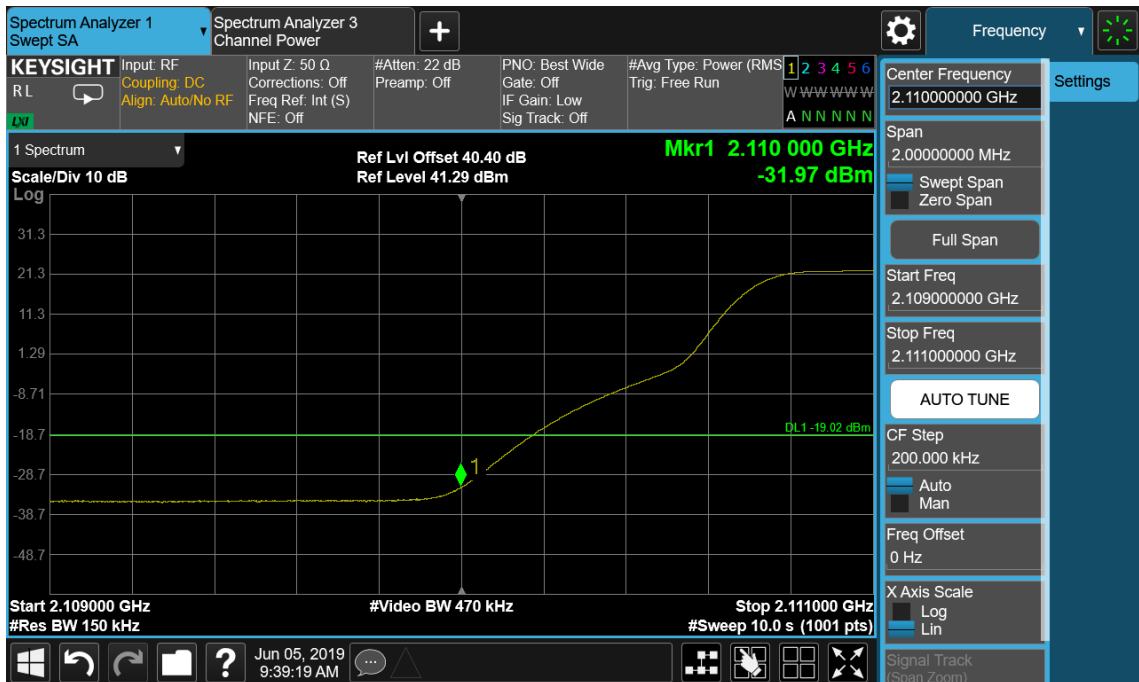 Spectrum Analyzer 1
Swept SA
Spectrum Analyzer 3
Channel Power
Frequency
KEYSIGHT
R L
LXI
Input: RF
Coupling: DC
Align: Auto/No RF
Input Z: 50 Ω
Corrections: Off
Freq Ref: Int (S)
NFE: Off
#Atten: 22 dB
Preamp: Off
PNO: Best Wide
Gate: Off
IF Gain: Low
Sig Track: Off
#Avg Type: Power (RMS
Trig: Free Run
1 2 3 4 5 6
W W W W W W
A N N N N N
1 Spectrum
Scale/Div 10 dB
Ref Lvl Offset 40.40 dB
Ref Level 41.29 dBm
Mkr1 2.110 000 GHz
-31.97 dBm
Log
31.3
21.3
11.3
1.29
-8.71
-18.7
-28.7
-38.7
-48.7
DL1 -19.02 dBm
1
Start 2.109000 GHz
#Res BW 150 kHz
#Video BW 470 kHz
Stop 2.111000 GHz
#Sweep 10.0 s (1001 pts)
Center Frequency
2.110000000 GHz
Span
2.00000000 MHz
Swept Span
Zero Span
Full Span
Start Freq
2.109000000 GHz
Stop Freq
2.111000000 GHz
AUTO TUNE
CF Step
200.000 kHz
Auto
Man
Freq Offset
0 Hz
X Axis Scale
Log
Lin
Signal Track
(Span Zoom)
Settings
?
Jun 05, 2019
9:39:19 AM